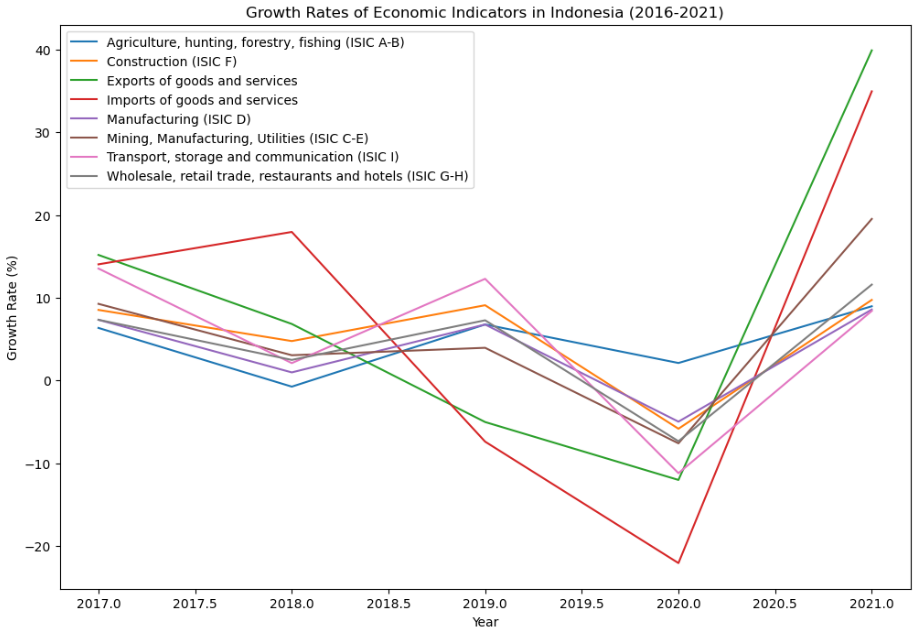 Growth Rates of Economic Indicators in Indonesia (2016-2021)
Agriculture, hunting, forestry, fishing (ISIC A-B)
Construction (ISIC F)
Exports of goods and services
Imports of goods and services
Manufacturing (ISIC D)
Mining, Manufacturing, Utilities (ISIC C-E)
Transport, storage and communication (ISIC I)
Wholesale, retail trade, restaurants and hotels (ISIC G-H)
Growth Rate (%)
40
30
20
10
0
−10
−20
2017.0 2017.5 2018.0 2018.5 2019.0 2019.5 2020.0 2020.5 2021.0
Year